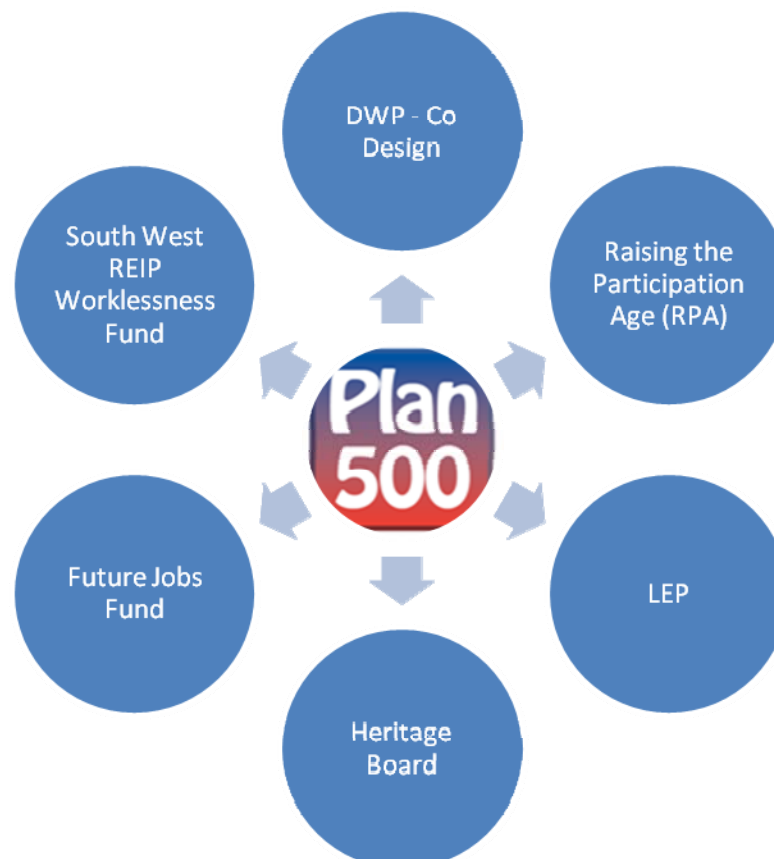 DWP - Co
Design
South West
REIP
Worklessness
Fund
Raising the
Participation
Age (RPA)
Plan
500
Future Jobs
Fund
LEP
Heritage
Board